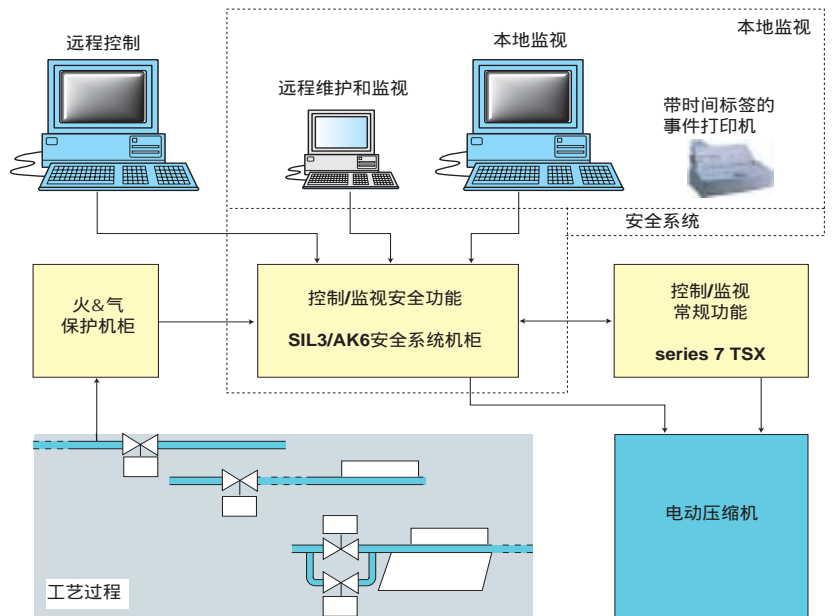 远程控制
本地监视
本地监视
远程维护和监视
带时间标签的
事件打印机
安全系统
火&气
保护机柜
控制/监视安全功能
SIL3/AK6安全系统机柜
控制/监视
常规功能
series 7 TSX
电动压缩机
工艺过程